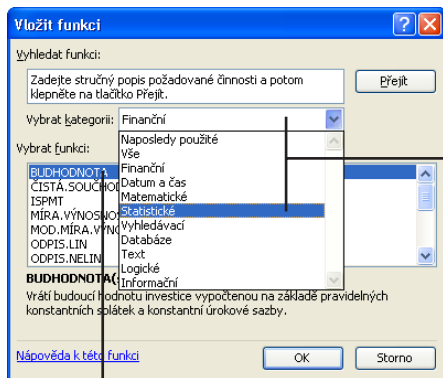 Vložit funkci
Vyhledat funkci:
Zadejte stručný popis požadované činnosti a potom
klepněte na tlačítko Přejít.
Přejít
Vybrat kategorii: Finanční
Naposledy použité
Vše
Finanční
Datum a čas
Matematické
Statistické
Vyhledávací
Databáze
Text
Logické
Informační
Vybrat funkci:
BUDHODNOTA
ČISTÁ.SOUČHO
ISPMT
MÍRA.VÝNOSNO
MOD.MÍRA.VÝNO
ODPIS.LIN
ODPIS.NELIN
BUDHODNOTA(
Vrátí budoucí hodnotu investice vypočtenou na základě pravidelných
konstantních splátek a konstantní úrokové sazby.
Nápověda k této funkci
OK
Storno